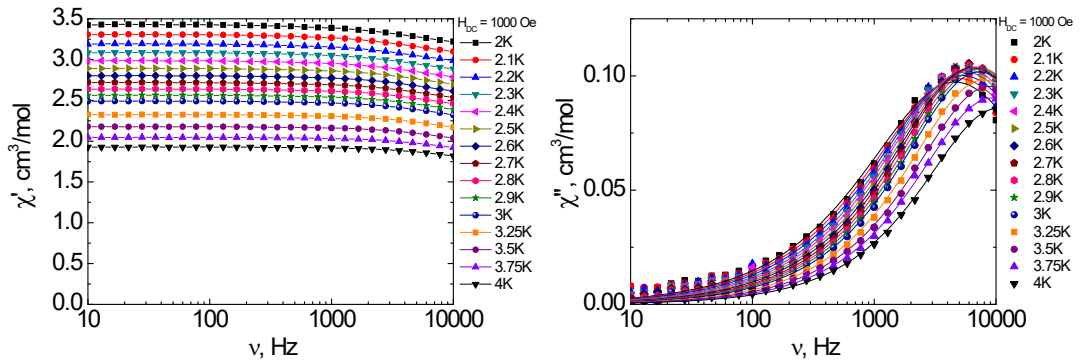 3.5
3.0
2.5
2.0
1.5
1.0
0.5
0.0
χ', cm³/mol
10
100
1000
10000
ν, Hz
H_DC = 1000 Oe
2K
2.1K
2.2K
2.3K
2.4K
2.5K
2.6K
2.7K
2.8K
2.9K
3K
3.25K
3.5K
3.75K
4K
0.10
0.05
0.00
χ'', cm³/mol
10
100
1000
10000
ν, Hz
H_DC = 1000 Oe
2K
2.1K
2.2K
2.3K
2.4K
2.5K
2.6K
2.7K
2.8K
2.9K
3K
3.25K
3.5K
3.75K
4K